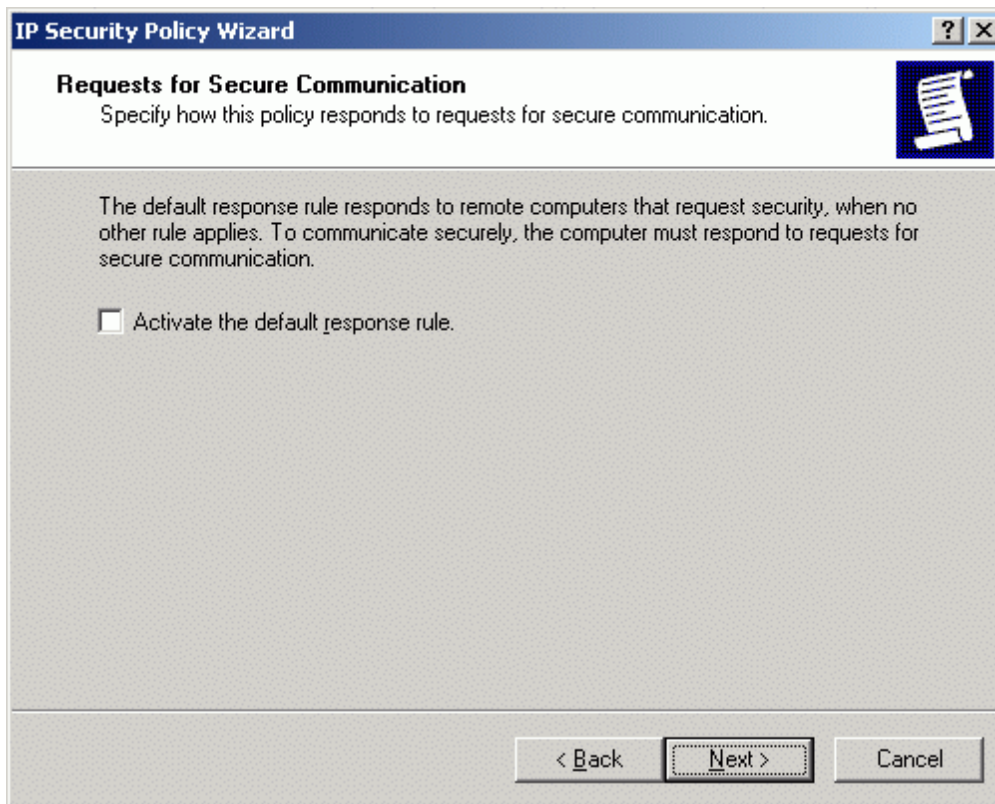 IP Security Policy Wizard
Requests for Secure Communication
Specify how this policy responds to requests for secure communication.
The default response rule responds to remote computers that request security, when no
other rule applies. To communicate securely, the computer must respond to requests for
secure communication.
Activate the default response rule.
< Back
Next >
Cancel